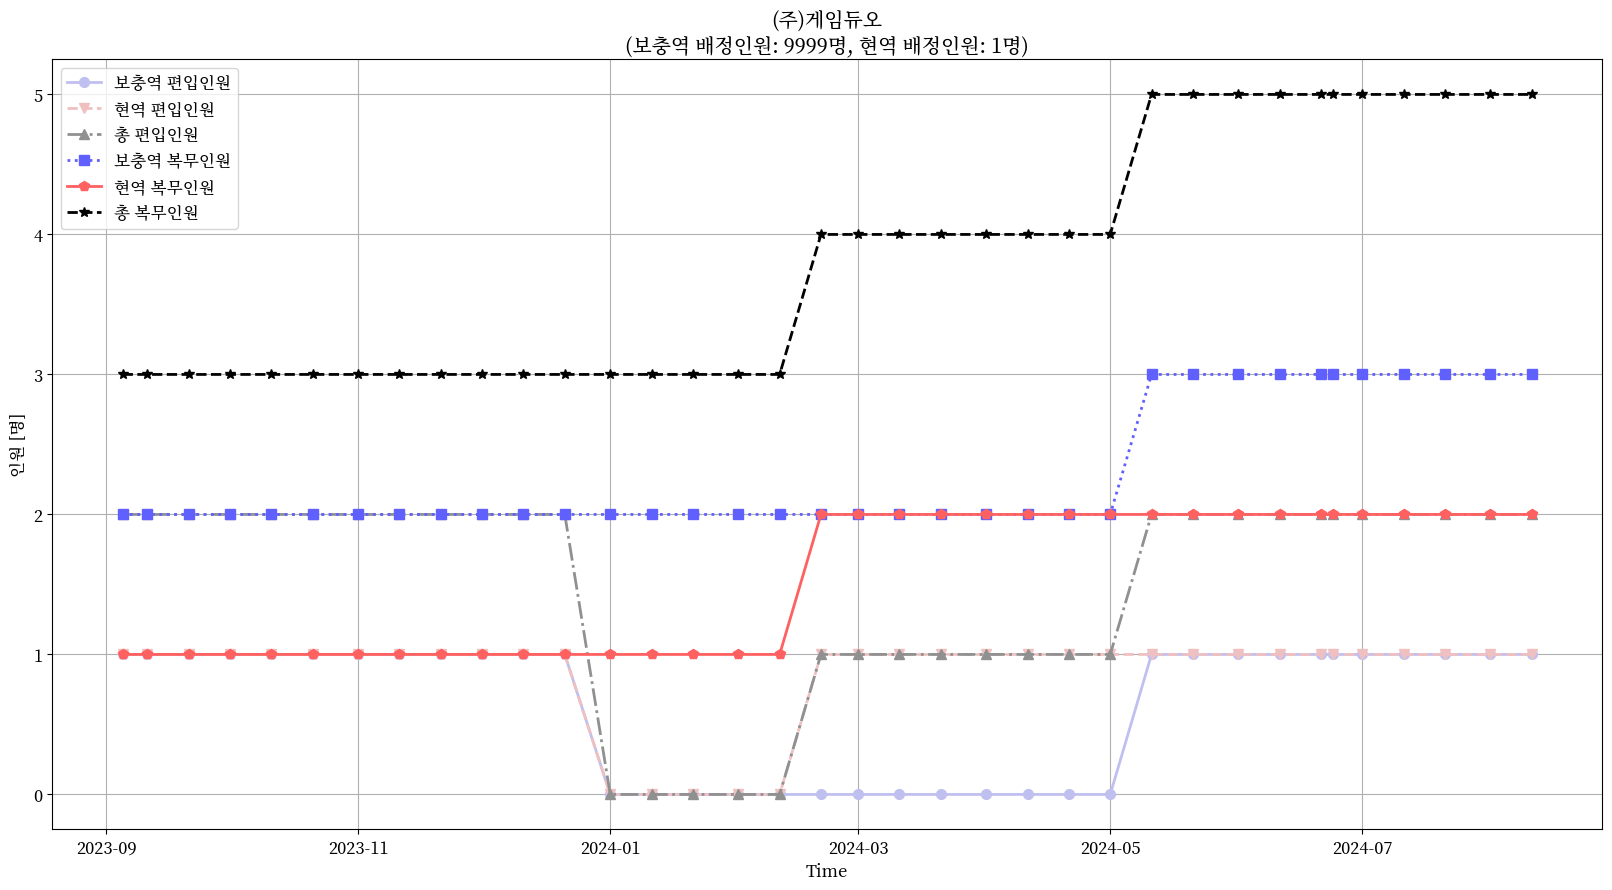 (주)게임듀오
(보충역 배정인원: 9999명, 현역 배정인원: 1명)
보충역 편입인원
현역 편입인원
총 편입인원
보충역 복무인원
현역 복무인원
총 복무인원
5
4
3
2
1
0
인원 [명]
2023-09
2023-11
2024-01
2024-03
2024-05
2024-07
Time